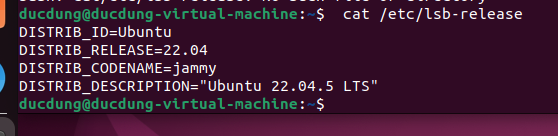 ducdung@ducdung-virtual-machine:~$  cat /etc/lsb-release
DISTRIB_ID=Ubuntu
DISTRIB_RELEASE=22.04
DISTRIB_CODENAME=jammy
DISTRIB_DESCRIPTION="Ubuntu 22.04.5 LTS"
ducdung@ducdung-virtual-machine:~$